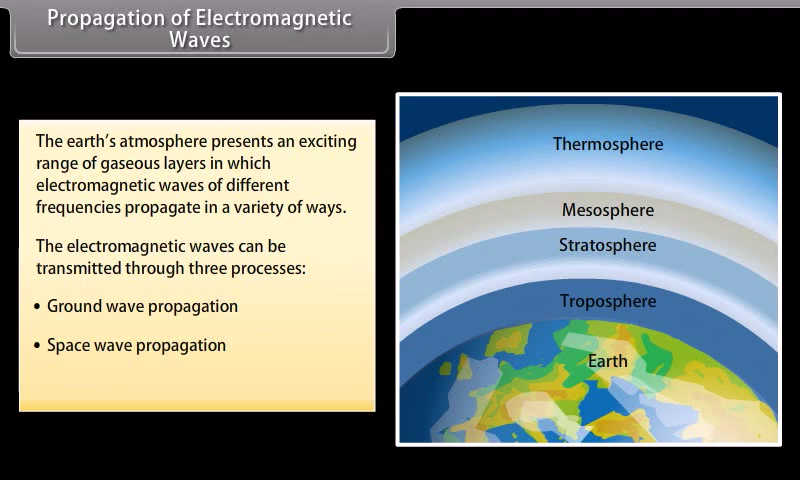 Propagation of Electromagnetic
Waves
The earth's atmosphere presents an exciting
range of gaseous layers in which
electromagnetic waves of different
frequencies propagate in a variety of ways.
The electromagnetic waves can be
transmitted through three processes:
• Ground wave propagation
• Space wave propagation
Thermosphere
Mesosphere
Stratosphere
Troposphere
Earth